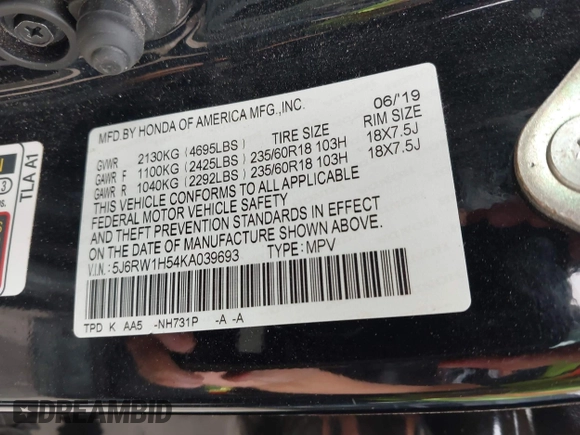 MFD.BY HONDA OF AMERICA MFG.,INC. 06/'19
GVWR 2130KG (4695LBS) TIRE SIZE RIM SIZE
GAWR F 1100KG (2425LBS) 235/60R18 103H 18X7.5J
GAWR R 1040KG (2292LBS) 235/60R18 103H 18X7.5J
THIS VEHICLE CONFORMS TO ALL APPLICABLE
FEDERAL MOTOR VEHICLE SAFETY
AND THEFT PREVENTION STANDARDS IN EFFECT
ON THE DATE OF MANUFACTURE SHOWN ABOVE.
V.I.N.: 5J6RW1H54KA039693 TYPE: MPV
TPD K AA5 -NH731P -A -A
TLA A1
3
DREAMBID